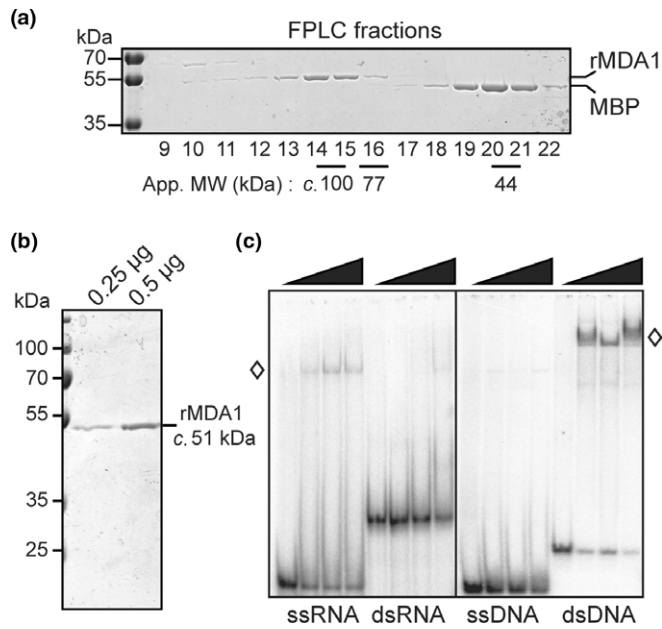 (a)
FPLC fractions
kDa
70
55
35
rMDA1
MBP
9 10 11 12 13 14 15 16 17 18 19 20 21 22
App. MW (kDa) : c. 100 77 44
(b)
0.25 µg 0.5 µg
kDa
100
70
55
35
25
rMDA1
c. 51 kDa
(c)
ssRNA dsRNA ssDNA dsDNA